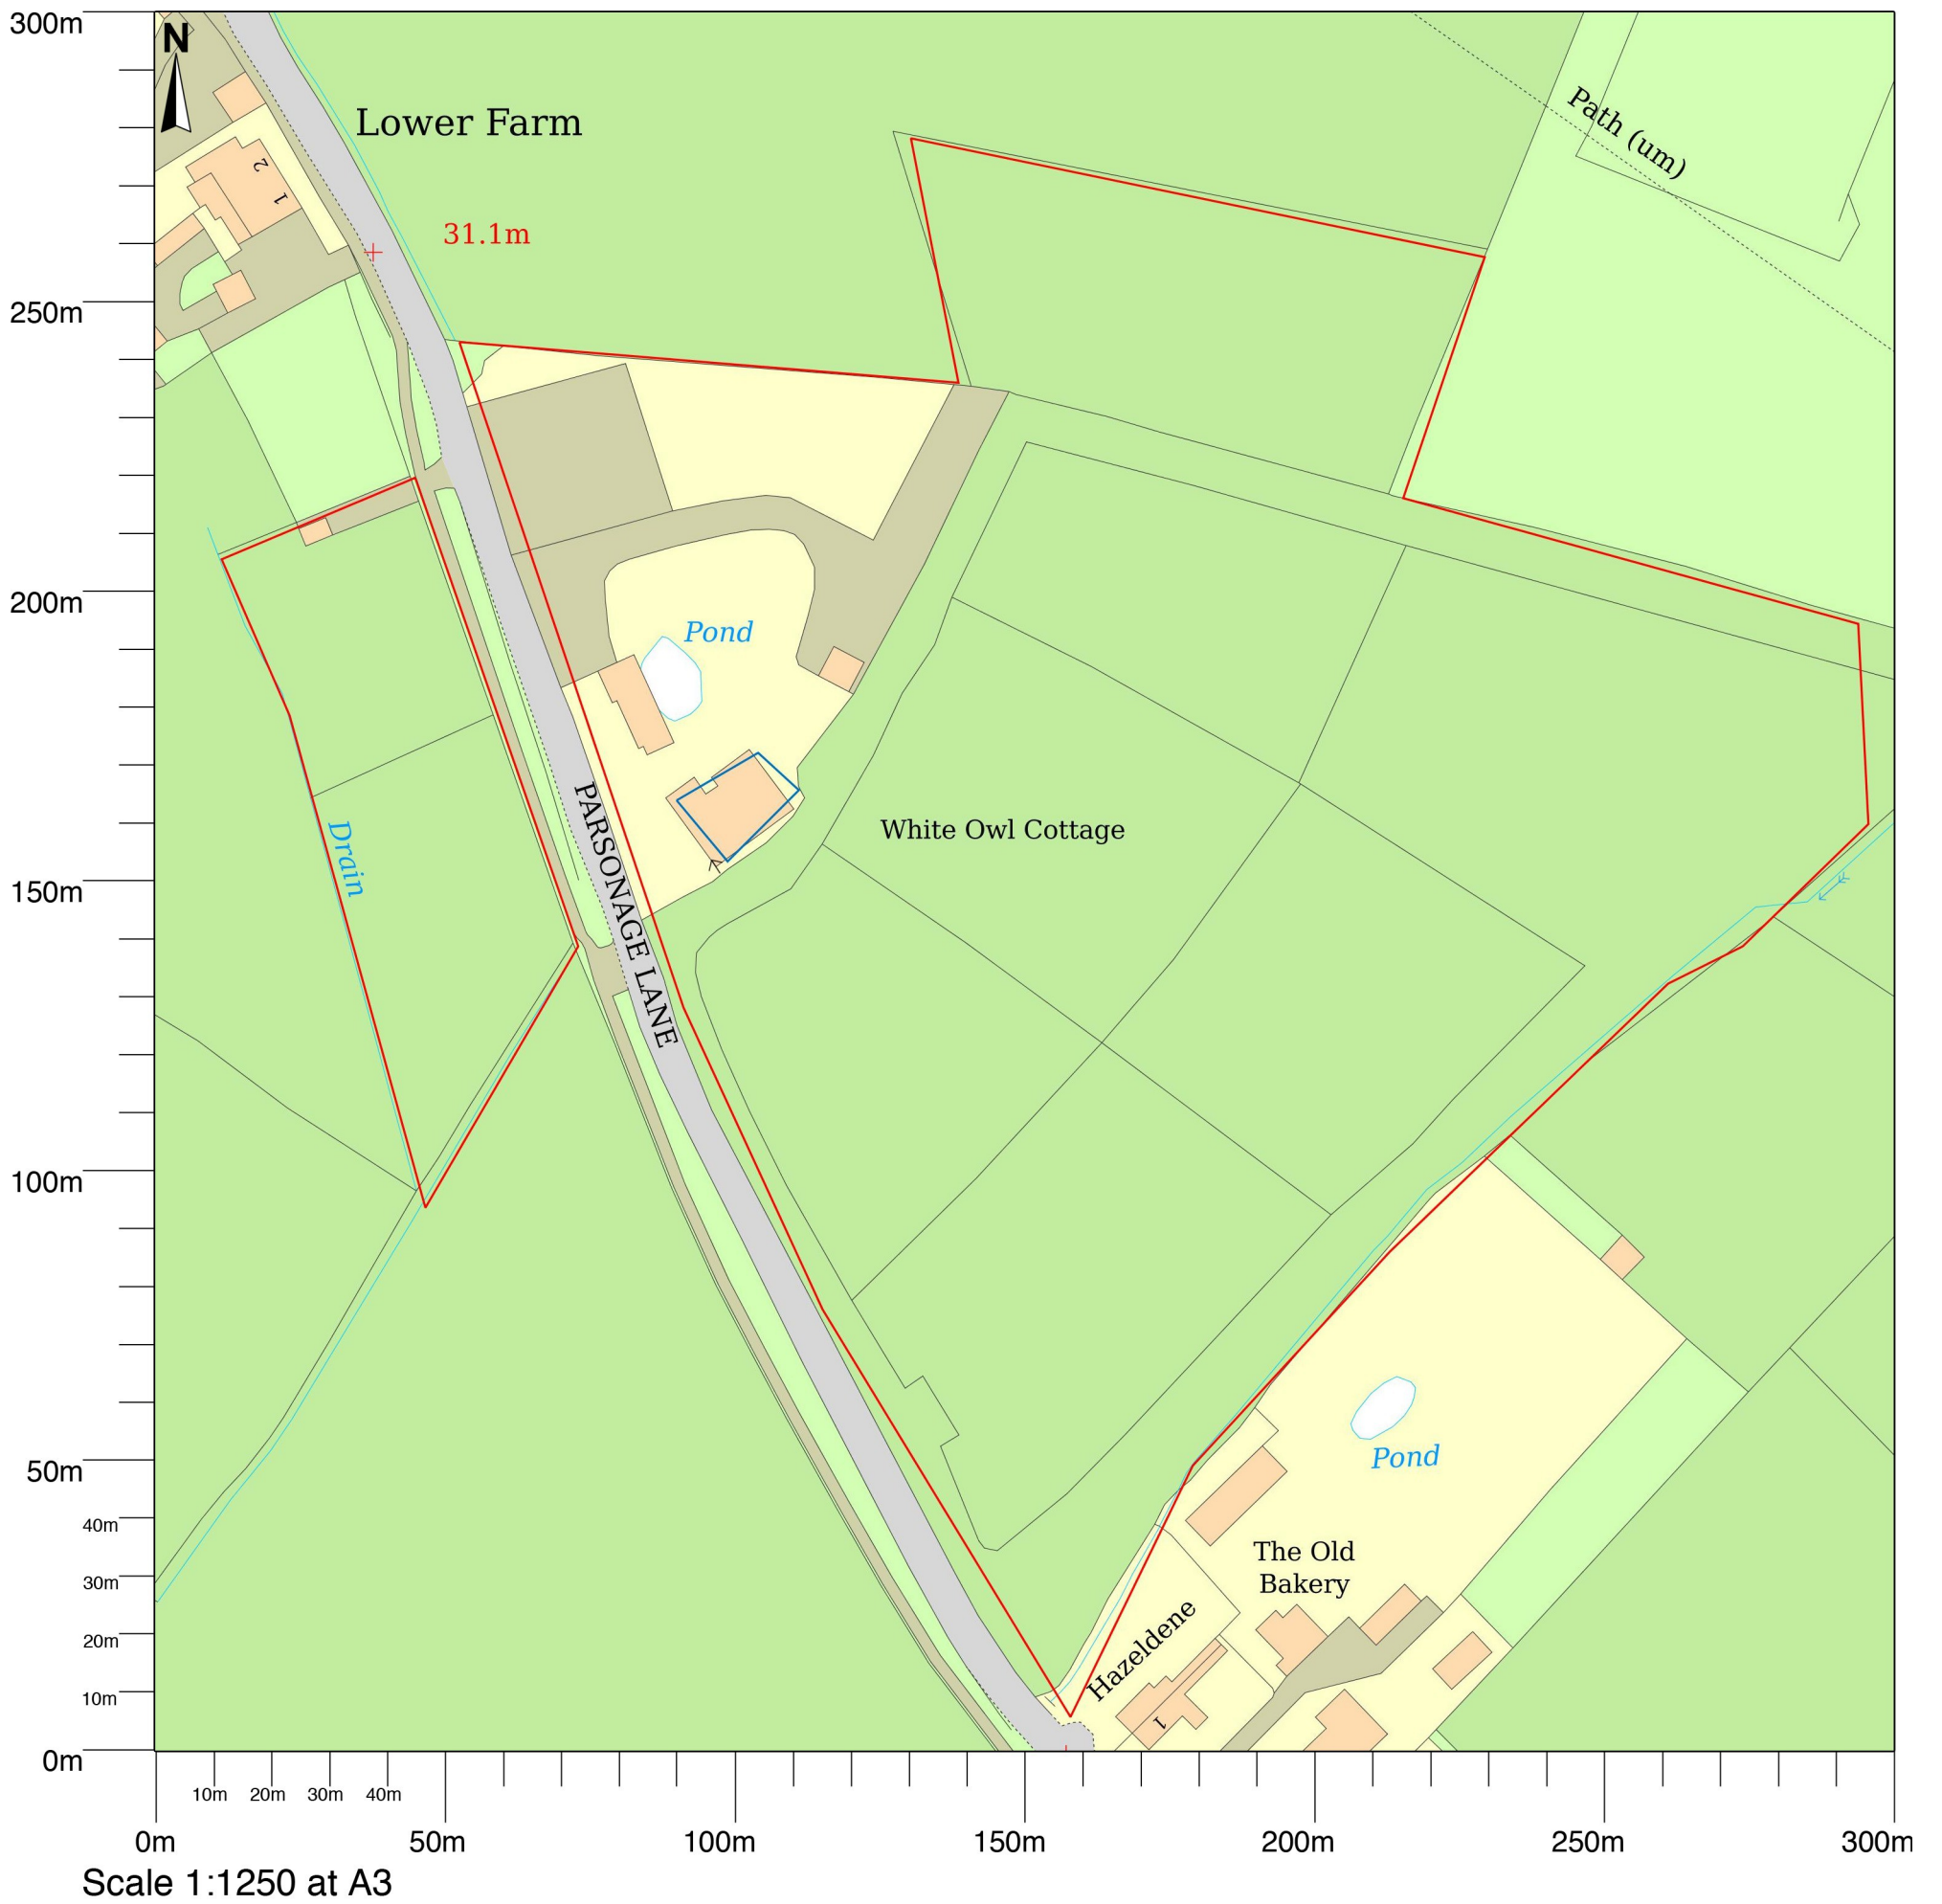 300m
N
Lower Farm
Path (um)
2
1
31.1m
250m
200m
Pond
PARSONAGE LANE
White Owl Cottage
Drain
150m
100m
50m
Pond
40m
The Old
Bakery
30m
Hazeldene
20m
10m
1
0m
10m 20m 30m 40m
0m 50m 100m 150m 200m 250m 300m
Scale 1:1250 at A3